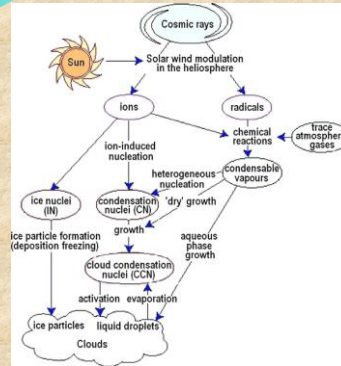 Cosmic rays
Sun
Solar wind modulation
in the heliosphere
ions
radicals
chemical
reactions
trace
atmospheric
gases
ion-induced
nucleation
heterogeneous
nucleation
condensable
vapours
ice nuclei
(IN)
condensation
nuclei (CN)
'dry' growth
ice particle formation
(deposition freezing)
growth
aqueous
phase
growth
cloud condensation
nuclei (CCN)
activation
evaporation
ice particles
liquid droplets
Clouds